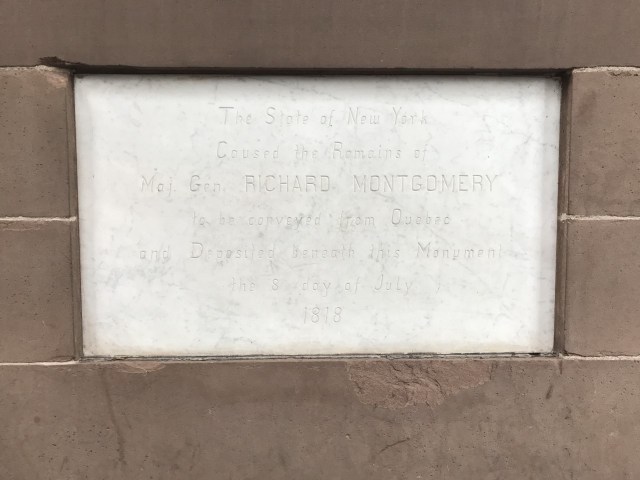 The State of New York
Caused the Remains of
Maj. Gen. RICHARD MONTGOMERY
to be conveyed from Quebec
and Deposited beneath this Monument
the 8 day of July
1818